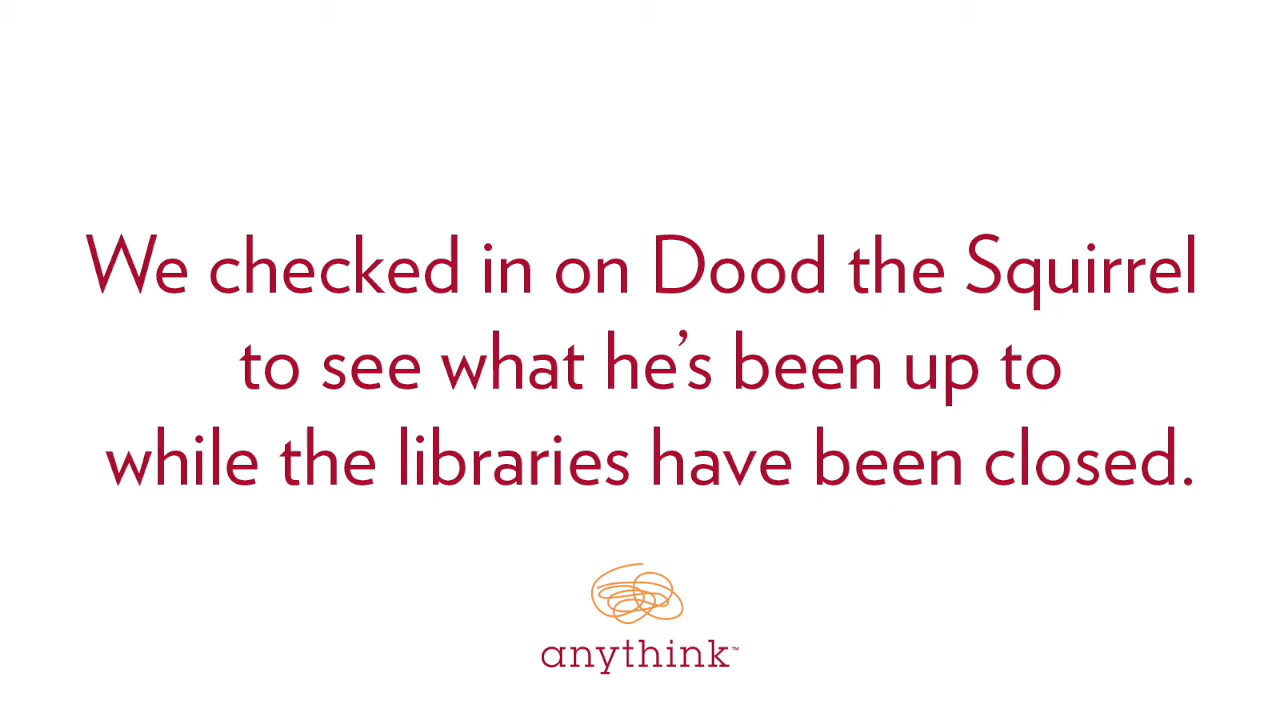 We checked in on Dood the Squirrel
to see what he’s been up to
while the libraries have been closed.
anythink™